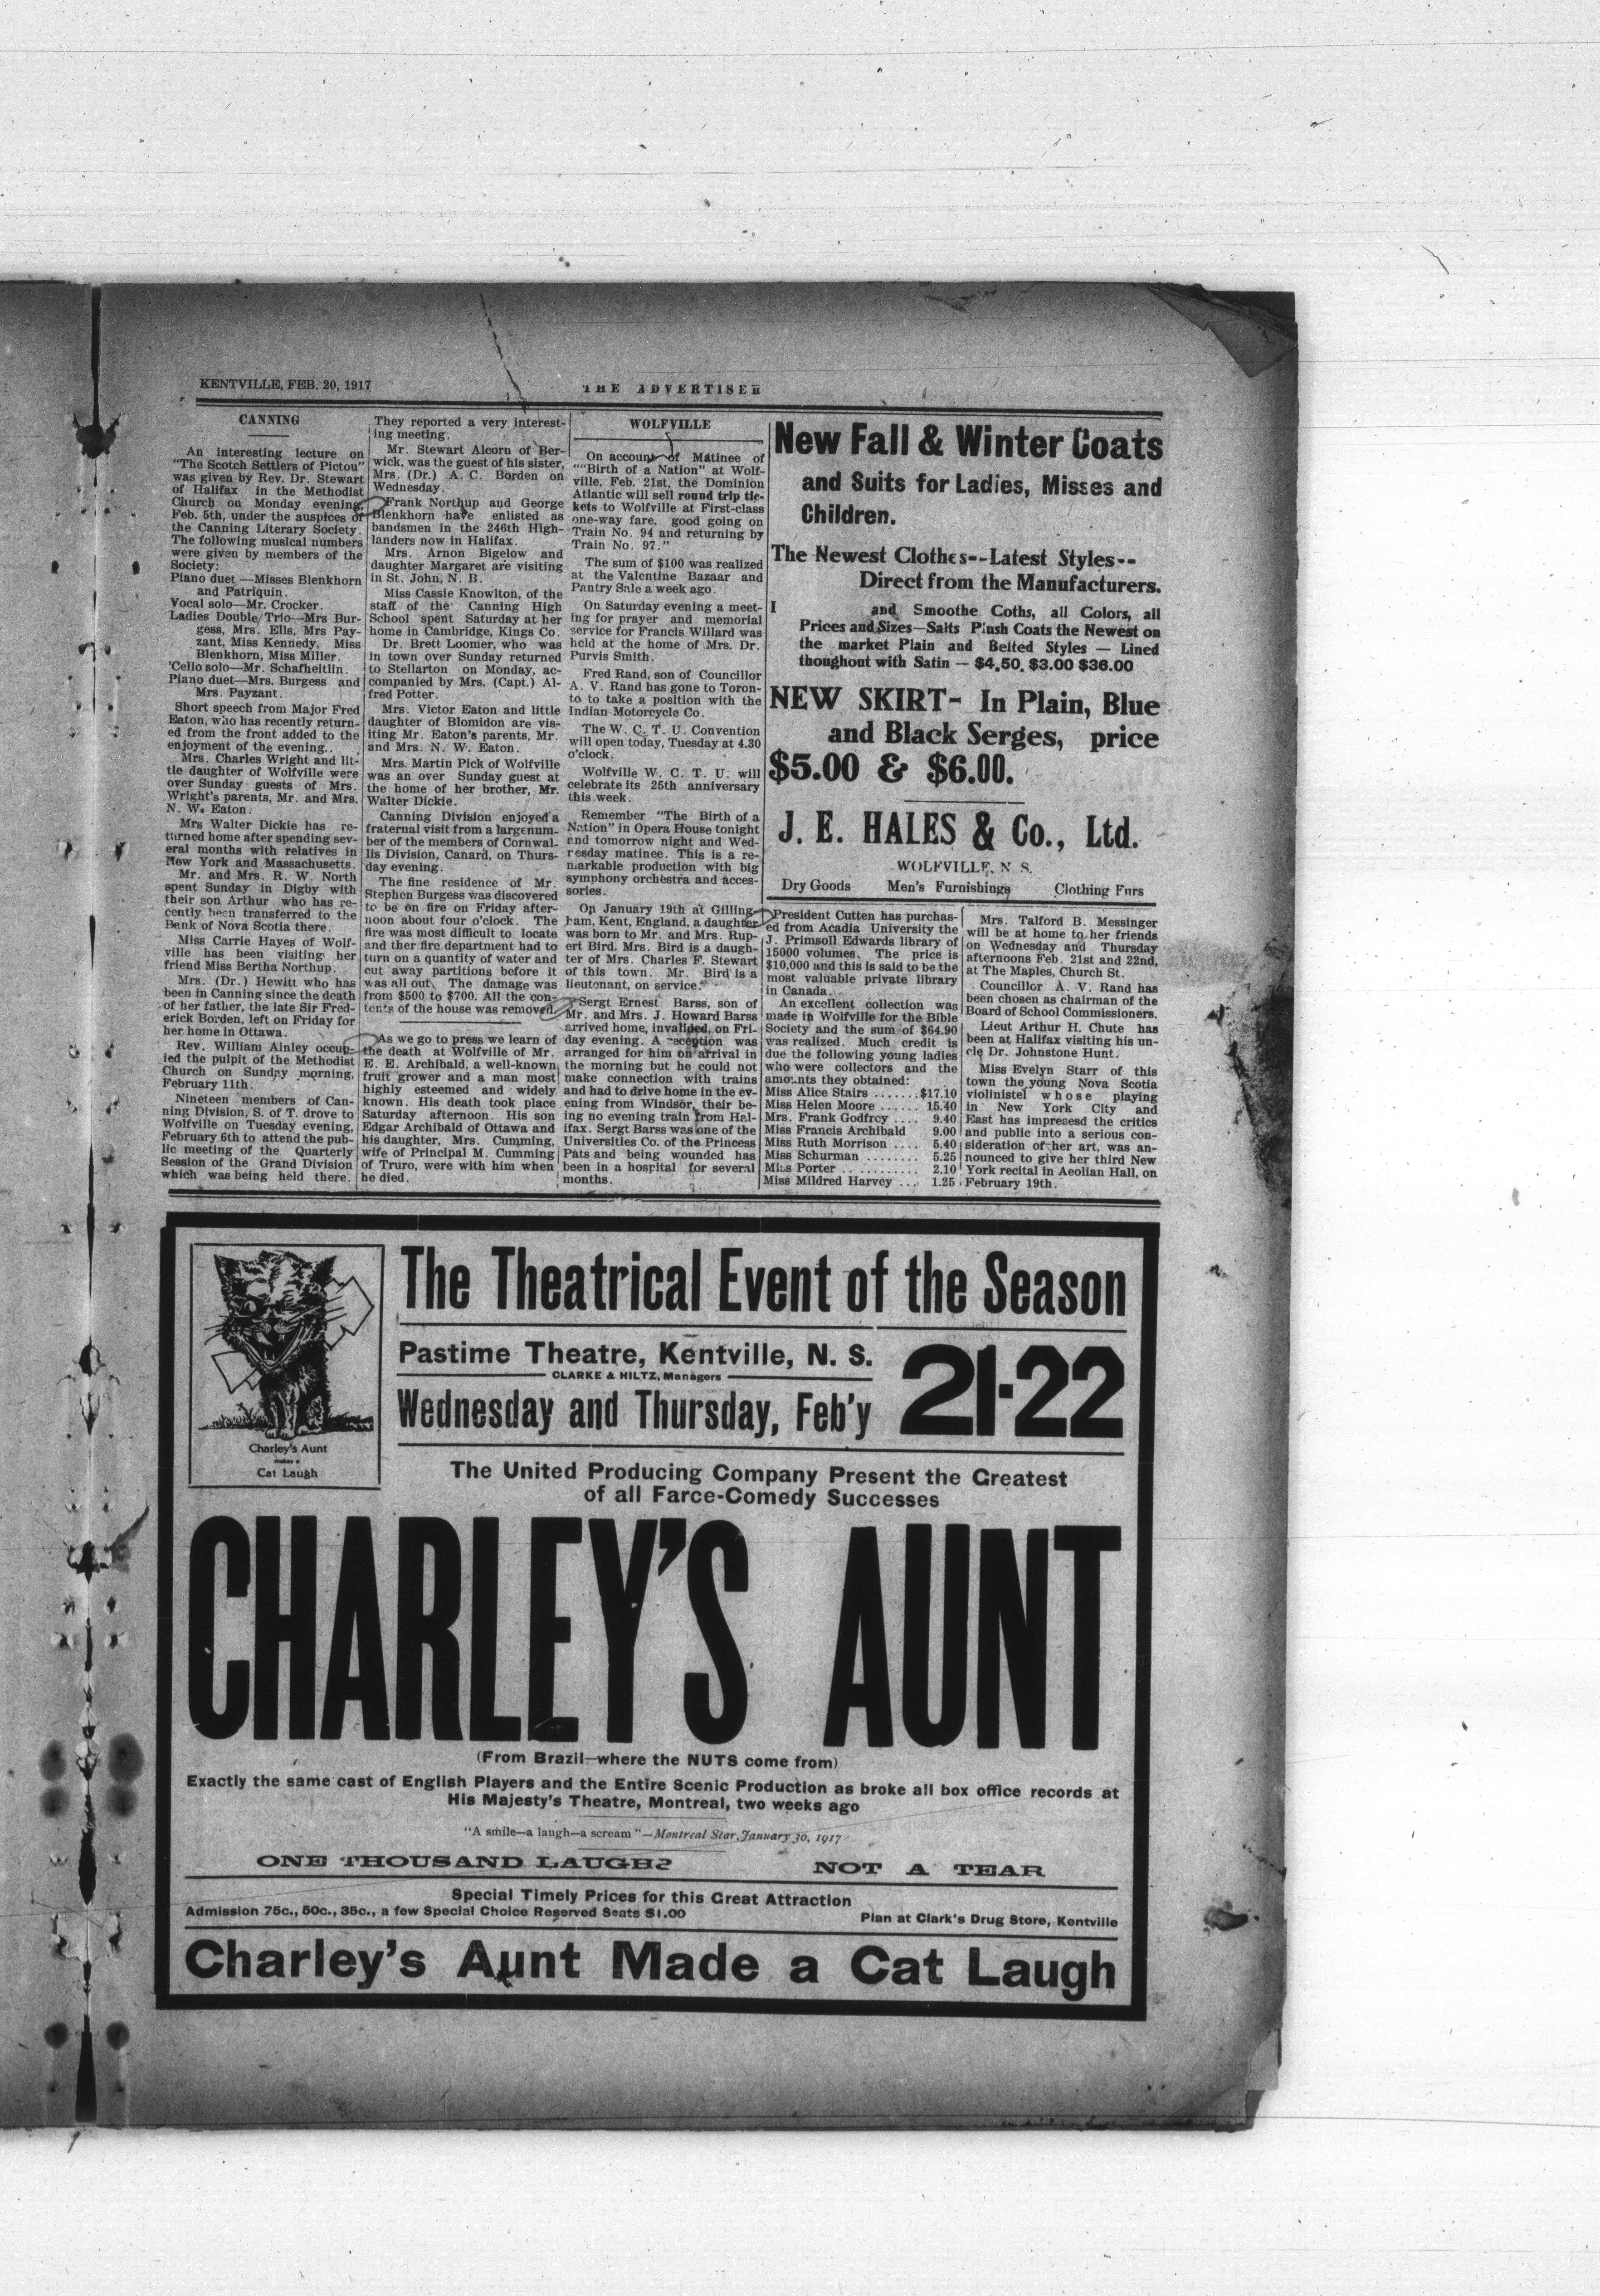 KENTVILLE, FEB. 20, 1917
THE ADVERTISER
CANNING
An interesting lecture on
"The Scotch Settlers of Pictou"
was given by Rev. Dr. Stewart
of Halifax in the Methodist
Church on Monday evening,
Feb. 5th, under the auspices of
the Canning Literary Society.
The following musical numbers
were given by members of the
Society:
Piano duet—Misses Blenkhorn
and Patriquin.
Vocal solo—Mr. Crocker.
Ladies Double Trio—Mrs Bur-
gess, Mrs. Ells, Mrs Pay-
zant, Miss Kennedy, Miss
Blenkhorn, Miss Miller.
'Cello solo—Mr. Schafheitlin.
Piano duet—Mrs. Burgess and
Mrs. Payzant.
Short speech from Major Fred
Eaton, who has recently return-
ed from the front added to the
enjoyment of the evening..
Mrs. Charles Wright and lit-
tle daughter of Wolfville were
over Sunday guests of Mrs.
Wright's parents, Mr. and Mrs.
N. W. Eaton.
Mrs Walter Dickie has re-
turned home after spending sev-
eral months with relatives in
New York and Massachusetts.
Mr. and Mrs. R. W. North
spent Sunday in Digby with
their son Arthur who has re-
cently been transferred to the
Bank of Nova Scotia there.
Miss Carrie Hayes of Wolf-
ville has been visiting her
friend Miss Bertha Northup.
Mrs. (Dr.) Hewitt who has
been in Canning since the death
of her father, the late Sir Fred-
erick Borden, left on Friday for
her home in Ottawa.
Rev. William Ainley occup-
ied the pulpit of the Methodist
Church on Sunday morning,
February 11th.
Nineteen members of Can-
ning Division, S. of T. drove to
Wolfville on Tuesday evening,
February 6th to attend the pub-
lic meeting of the Quarterly
Session of the Grand Division
which was being held there.
They reported a very interest-
ing meeting.
Mr. Stewart Alcorn of Ber-
wick, was the guest of his sister,
Mrs. (Dr.) A. C. Borden on
Wednesday.
Frank Northup and George
Blenkhorn have enlisted as
bandsmen in the 246th High-
landers now in Halifax.
Mrs. Arnon Bigelow and
daughter Margaret are visiting
in St. John, N. B.
Miss Cassie Knowlton, of the
staff of the Canning High
School spent Saturday at her
home in Cambridge, Kings Co.
Dr. Brett Loomer, who was
in town over Sunday returned
to Stellarton on Monday, ac-
companied by Mrs. (Capt.) Al-
fred Potter.
Mrs. Victor Eaton and little
daughter of Blomidon are vis-
iting Mr. Eaton's parents, Mr.
and Mrs. N. W. Eaton.
Mrs. Martin Pick of Wolfville
was an over Sunday guest at
the home of her brother, Mr.
Walter Dickie.
Canning Division enjoyed a
fraternal visit from a large num-
ber of the members of Cornwal-
lis Division, Canard, on Thurs-
day evening.
The fine residence of Mr.
Stephen Burgess was discovered
to be on fire on Friday after-
noon about four o'clock. The
fire was most difficult to locate
and ther fire department had to
turn on a quantity of water and
cut away partitions before it
was all out. The damage was
from $500 to $700. All the con-
tents of the house was removed.
As we go to press we learn of
the death at Wolfville of Mr.
E. E. Archibald, a well-known
fruit grower and a man most
highly esteemed and widely
known. His death took place
Saturday afternoon. His son
Edgar Archibald of Ottawa and
his daughter, Mrs. Cumming,
wife of Principal M. Cumming
of Truro, were with him when
he died.
WOLFVILLE
On account of Matinee of
""Birth of a Nation" at Wolf-
ville, Feb. 21st, the Dominion
Atlantic will sell round trip tic-
kets to Wolfville at First-class
one-way fare, good going on
Train No. 94 and returning by
Train No. 97."
The sum of $100 was realized
at the Valentine Bazaar and
Pantry Sale a week ago.
On Saturday evening a meet-
ing for prayer and memorial
service for Francis Willard was
held at the home of Mrs. Dr.
Purvis Smith.
Fred Rand, son of Councillor
A. V. Rand has gone to Toron-
to to take a position with the
Indian Motorcycle Co.
The W. C. T. U. Convention
will open today, Tuesday at 4.30
o'clock.
Wolfville W. C. T. U. will
celebrate its 25th anniversary
this week.
Remember "The Birth of a
Nation" in Opera House tonight
and tomorrow night and Wed-
nesday matinee. This is a re-
markable production with big
symphony orchestra and acces-
sories.
On January 19th at Gilling-
ham, Kent, England, a daughter
was born to Mr. and Mrs. Rup-
ert Bird. Mrs. Bird is a daugh-
ter of Mrs. Charles F. Stewart
of this town. Mr. Bird is a
lieutenant, on service.
Sergt Ernest Barss, son of
Mr. and Mrs. J. Howard Barss
arrived home, invalided, on Fri-
day evening. A reception was
arranged for him on arrival in
the morning but he could not
make connection with trains
and had to drive home in the ev-
ening from Windsor, their be-
ing no evening train from Hal-
ifax. Sergt Barss was one of the
Universities Co. of the Princess
Pats and being wounded has
been in a hospital for several
months.
New Fall & Winter Coats
and Suits for Ladies, Misses and
Children.
The Newest Clothes--Latest Styles--
Direct from the Manufacturers.
I and Smoothe Coths, all Colors, all
Prices and Sizes—Salts Plush Coats the Newest on
the market Plain and Belted Styles — Lined
thoughout with Satin — $4.50, $3.00 $36.00
NEW SKIRT- In Plain, Blue
and Black Serges, price
$5.00 & $6.00.
J. E. HALES & Co., Ltd.
WOLFVILLE, N. S.
Dry Goods Men's Furnishings Clothing Furs
President Cutten has purchas-
ed from Acadia University the
J. Primsoll Edwards library of
15000 volumes. The price is
$10,000 and this is said to be the
most valuable private library
in Canada.
An excellent collection was
made in Wolfville for the Bible
Society and the sum of $64.90
was realized. Much credit is
due the following young ladies
who were collectors and the
amounts they obtained:
Miss Alice Stairs .......$17.10
Miss Helen Moore ...... 15.40
Mrs. Frank Godfrey .... 9.40
Miss Francis Archibald 9.00
Miss Ruth Morrison .... 5.40
Miss Schurman ........ 5.25
Miss Porter ............ 2.10
Miss Mildred Harvey ... 1.25
Mrs. Talford B. Messinger
will be at home to her friends
on Wednesday and Thursday
afternoons Feb. 21st and 22nd,
at The Maples, Church St.
Councillor A. V. Rand has
been chosen as chairman of the
Board of School Commissioners.
Lieut Arthur H. Chute has
been at Halifax visiting his un-
cle Dr. Johnstone Hunt.
Miss Evelyn Starr of this
town the young Nova Scotia
violinistel whose playing
in New York City and
East has impresesd the critics
and public into a serious con-
sideration of her art, was an-
nounced to give her third New
York recital in Aeolian Hall, on
February 19th.
Charley's Aunt
makes a
Cat Laugh
The Theatrical Event of the Season
Pastime Theatre, Kentville, N. S.
CLARKE & HILTZ, Managers
Wednesday and Thursday, Feb'y 21-22
The United Producing Company Present the Greatest
of all Farce-Comedy Successes
CHARLEY'S AUNT
(From Brazil—where the NUTS come from)
Exactly the same cast of English Players and the Entire Scenic Production as broke all box office records at
His Majesty's Theatre, Montreal, two weeks ago
"A smile—a laugh—a scream"—Montreal Star, January 30, 1917
ONE THOUSAND LAUGHS NOT A TEAR
Special Timely Prices for this Great Attraction
Admission 75c., 50c., 35c., a few Special Choice Reserved Seats $1.00
Plan at Clark's Drug Store, Kentville
Charley's Aunt Made a Cat Laugh